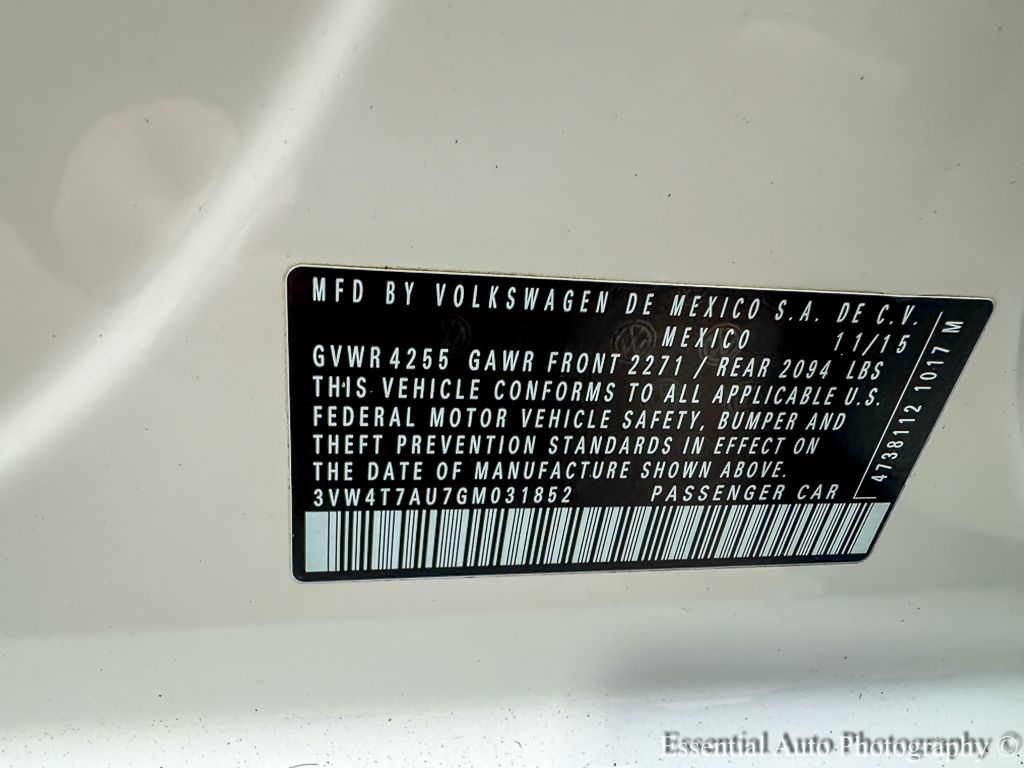 MFD BY VOLKSWAGEN DE MEXICO S.A. DE C.V.
MEXICO 11/15
GVWR 4255 GAWR FRONT 2271 / REAR 2094 LBS
THIS VEHICLE CONFORMS TO ALL APPLICABLE U.S.
FEDERAL MOTOR VEHICLE SAFETY, BUMPER AND
THEFT PREVENTION STANDARDS IN EFFECT ON
THE DATE OF MANUFACTURE SHOWN ABOVE.
3VW4T7AU7GM031852 PASSENGER CAR
4738112 1017 M
Essential Auto Photography ©